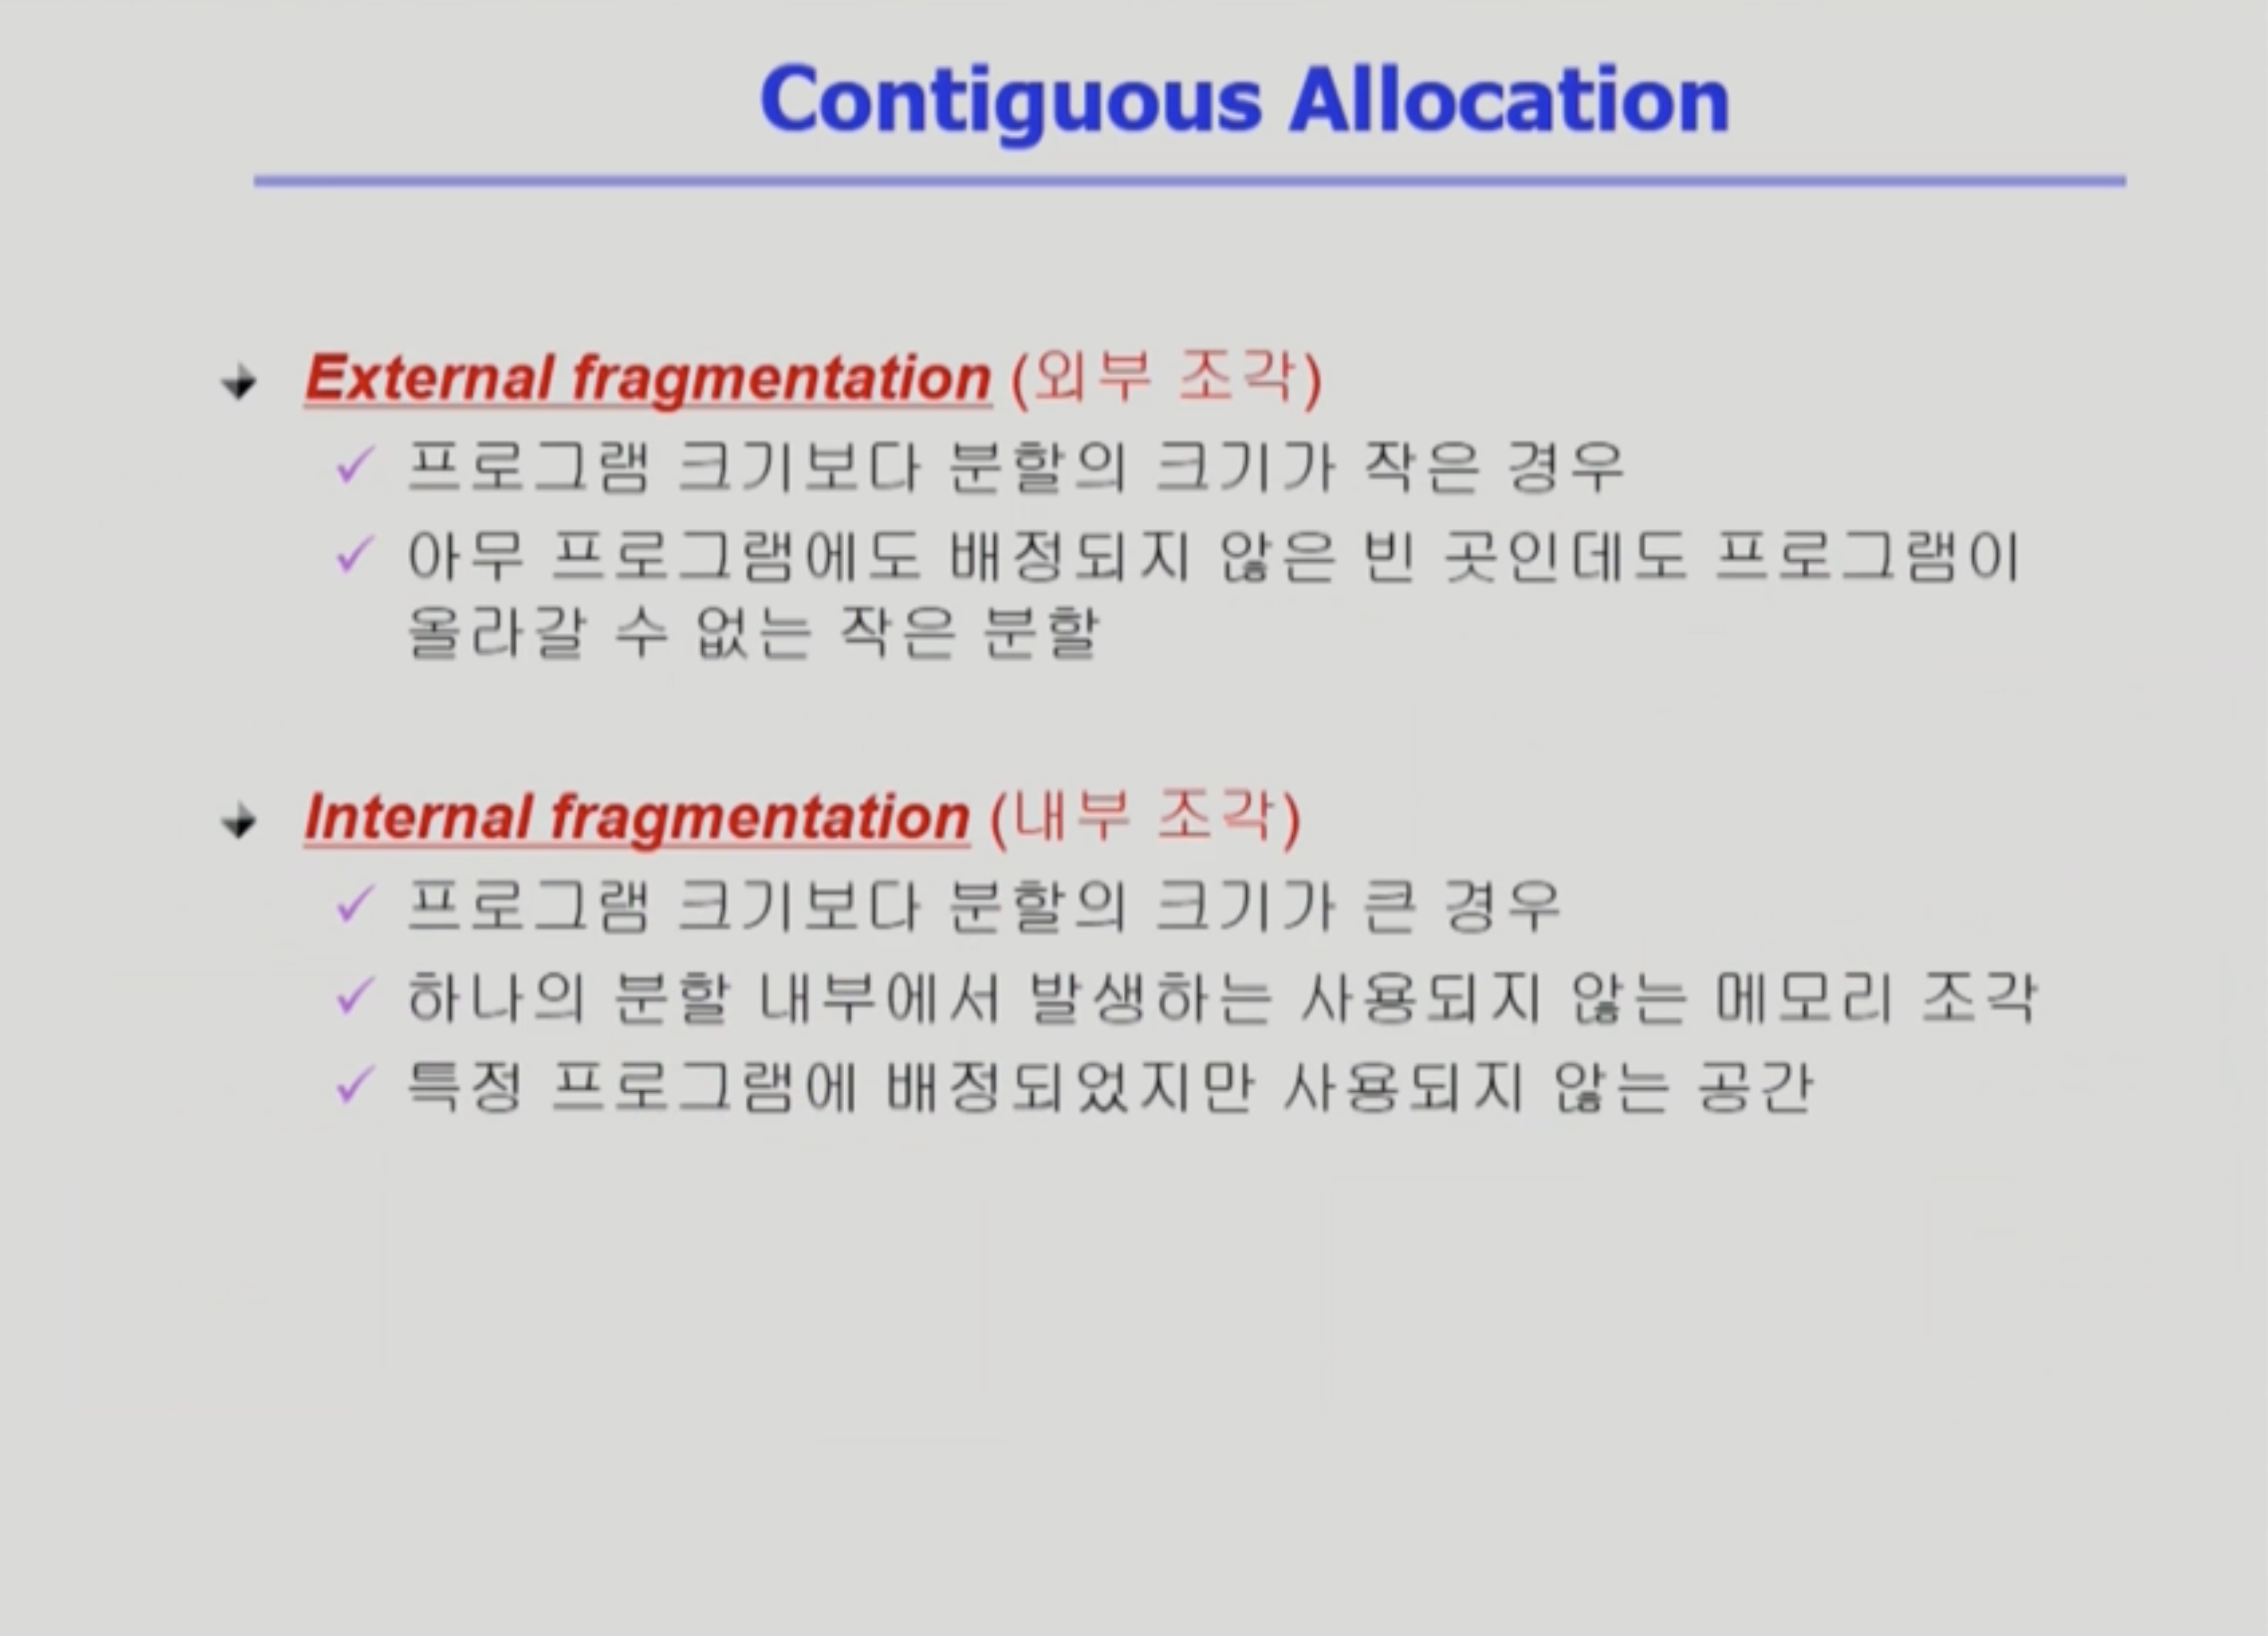 Contiguous Allocation
External fragmentation (외부 조각)
프로그램 크기보다 분할의 크기가 작은 경우
아무 프로그램에도 배정되지 않은 빈 곳인데도 프로그램이
올라갈 수 없는 작은 분할
Internal fragmentation (내부 조각)
프로그램 크기보다 분할의 크기가 큰 경우
하나의 분할 내부에서 발생하는 사용되지 않는 메모리 조각
특정 프로그램에 배정되었지만 사용되지 않는 공간